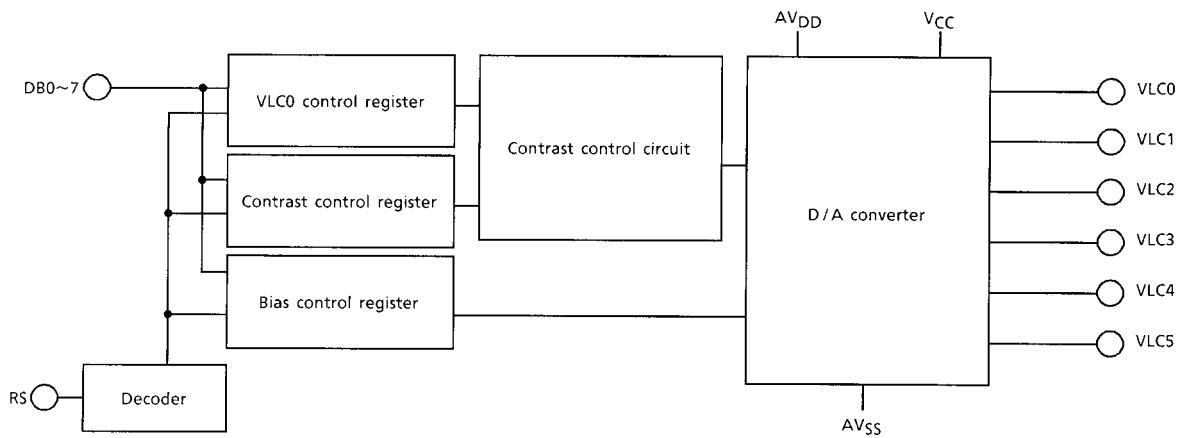 AVDD
VCC
DB0~7
VLC0 control register
Contrast control circuit
Contrast control register
Bias control register
D/A converter
VLC0
VLC1
VLC2
VLC3
VLC4
VLC5
RS
Decoder
AVSS